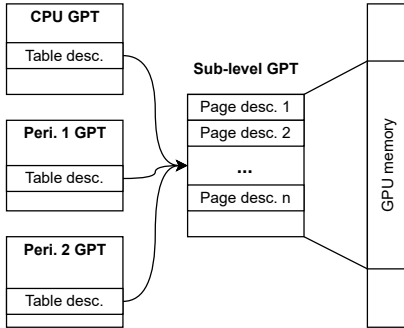 CPU GPT
Table desc.
Peri. 1 GPT
Table desc.
Peri. 2 GPT
Table desc.
Sub-level GPT
Page desc. 1
Page desc. 2
...
Page desc. n
GPU memory